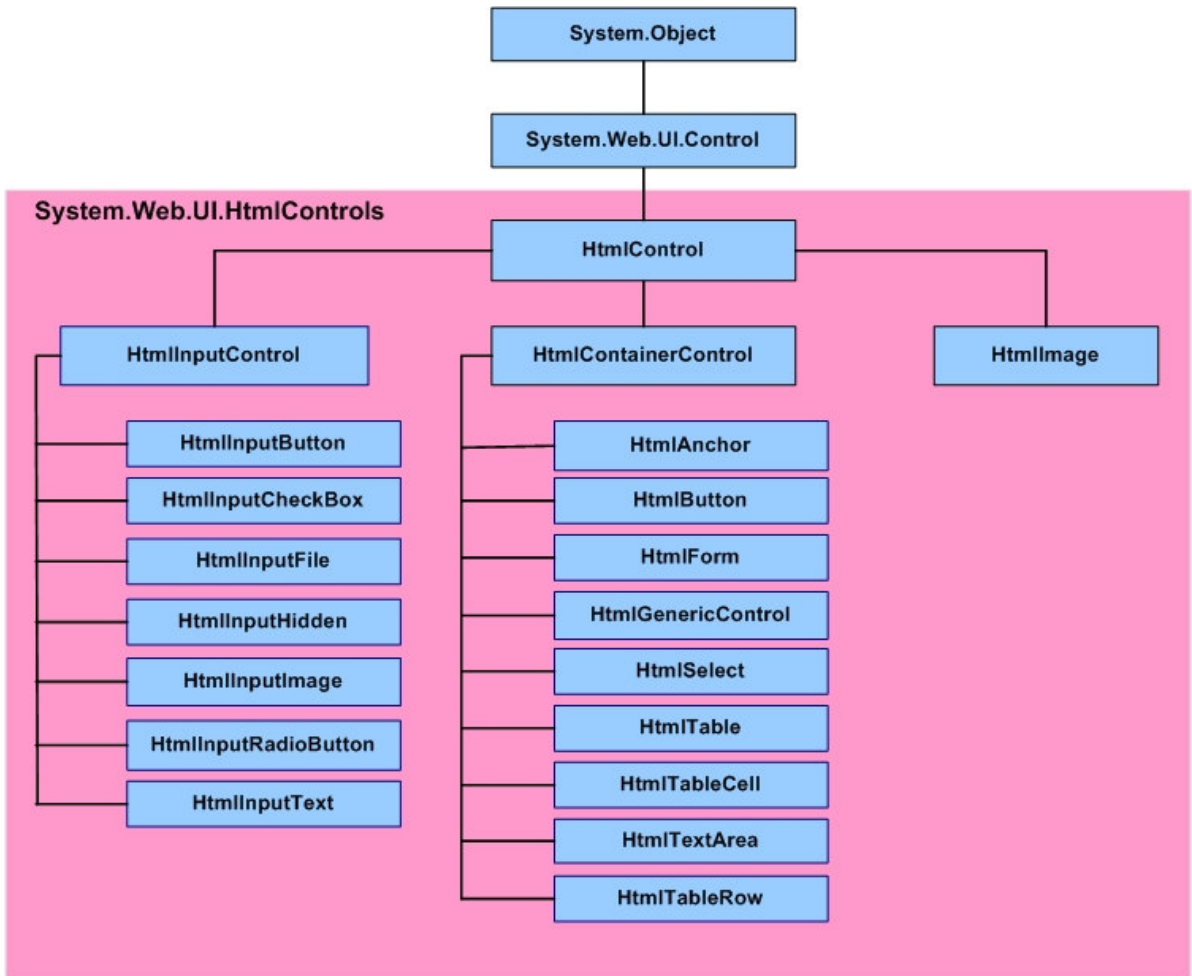 System.Object
System.Web.UI.Control
System.Web.UI.HtmlControls
HtmlControl
HtmlInputControl
HtmlContainerControl
HtmlImage
HtmlInputButton
HtmlInputCheckBox
HtmlInputFile
HtmlInputHidden
HtmlInputImage
HtmlInputRadioButton
HtmlInputText
HtmlAnchor
HtmlButton
HtmlForm
HtmlGenericControl
HtmlSelect
HtmlTable
HtmlTableCell
HtmlTextArea
HtmlTableRow